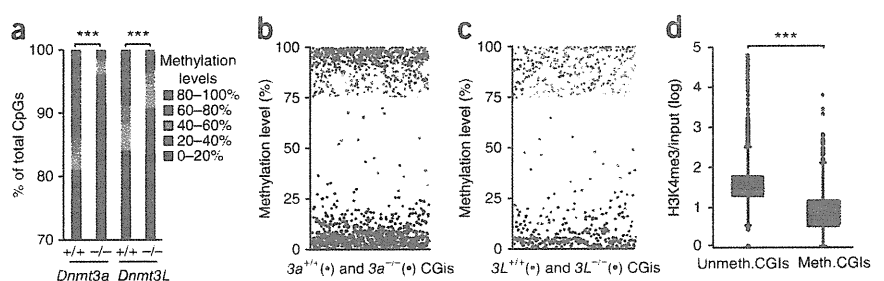 a
***
***
100
90
80
70
% of total CpGs
Methylation
levels
80–100%
60–80%
40–60%
20–40%
0–20%
+/+ –/– +/+ –/–
Dnmt3a Dnmt3L
b
100
75
50
25
0
Methylation level (%)
3a+/+(•) and 3a–/–(•) CGIs
c
100
75
50
25
0
Methylation level (%)
3L+/+(•) and 3L–/–(•) CGIs
d
***
5
4
3
2
1
0
H3K4me3/input (log)
Unmeth.CGIs Meth.CGIs